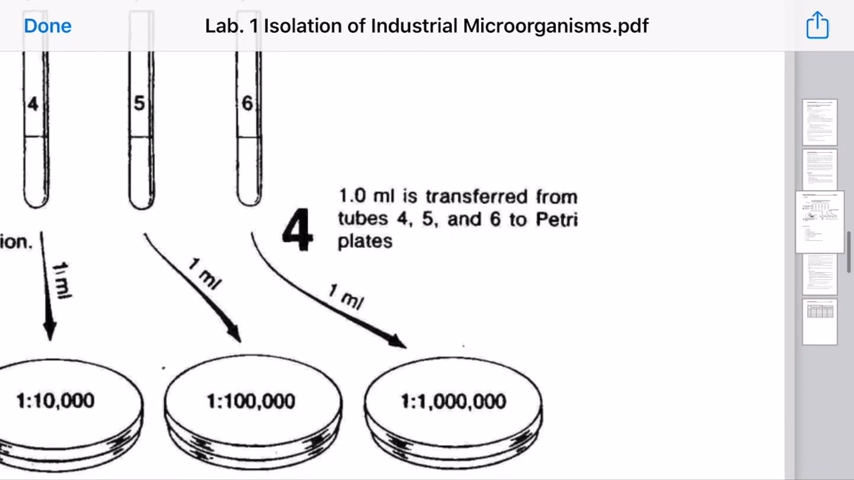 Done
Lab. 1 Isolation of Industrial Microorganisms.pdf
4
5
6
1.0 ml is transferred from
tubes 4, 5, and 6 to Petri
plates
4
ion.
1 ml
1 ml
1 ml
1:10,000
1:100,000
1:1,000,000